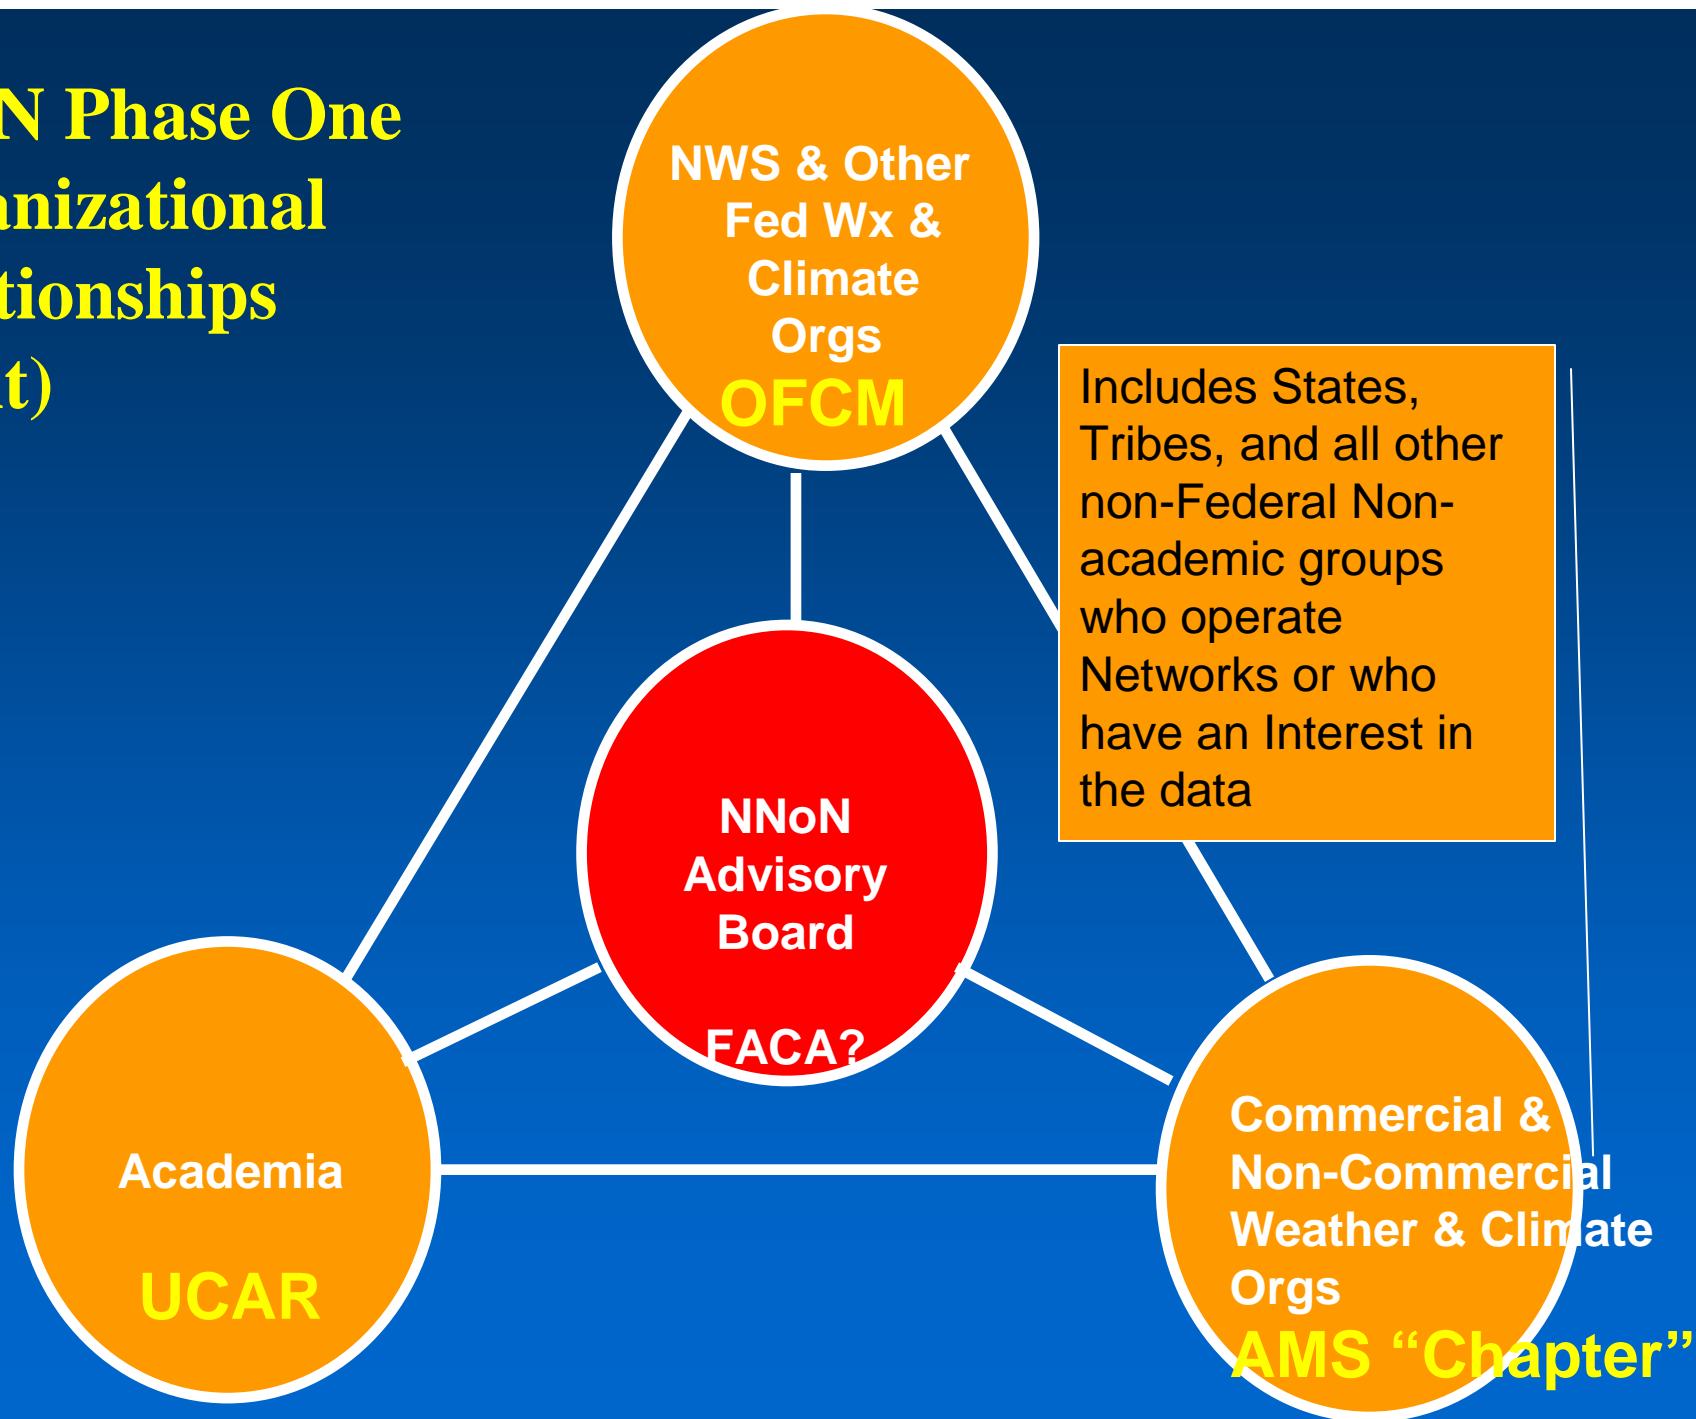 N Phase One
anizational
tionships
t)
NWS & Other
Fed Wx &
Climate
Orgs
OFCM
Includes States,
Tribes, and all other
non-Federal Non-
academic groups
who operate
Networks or who
have an Interest in
the data
NNoN
Advisory
Board
FACA?
Academia
UCAR
Commercial &
Non-Commercial
Weather & Climate
Orgs
AMS “Chapter”